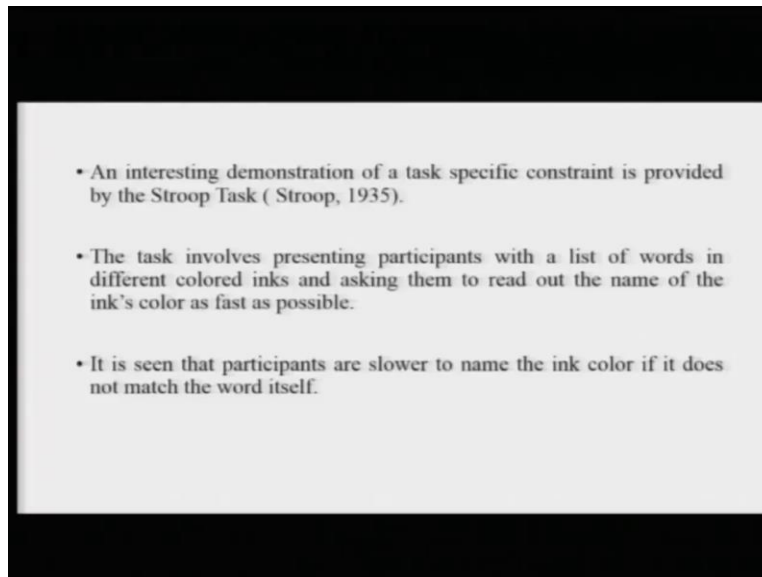 • An interesting demonstration of a task specific constraint is provided
by the Stroop Task ( Stroop, 1935).
• The task involves presenting participants with a list of words in
different colored inks and asking them to read out the name of the
ink's color as fast as possible.
• It is seen that participants are slower to name the ink color if it does
not match the word itself.